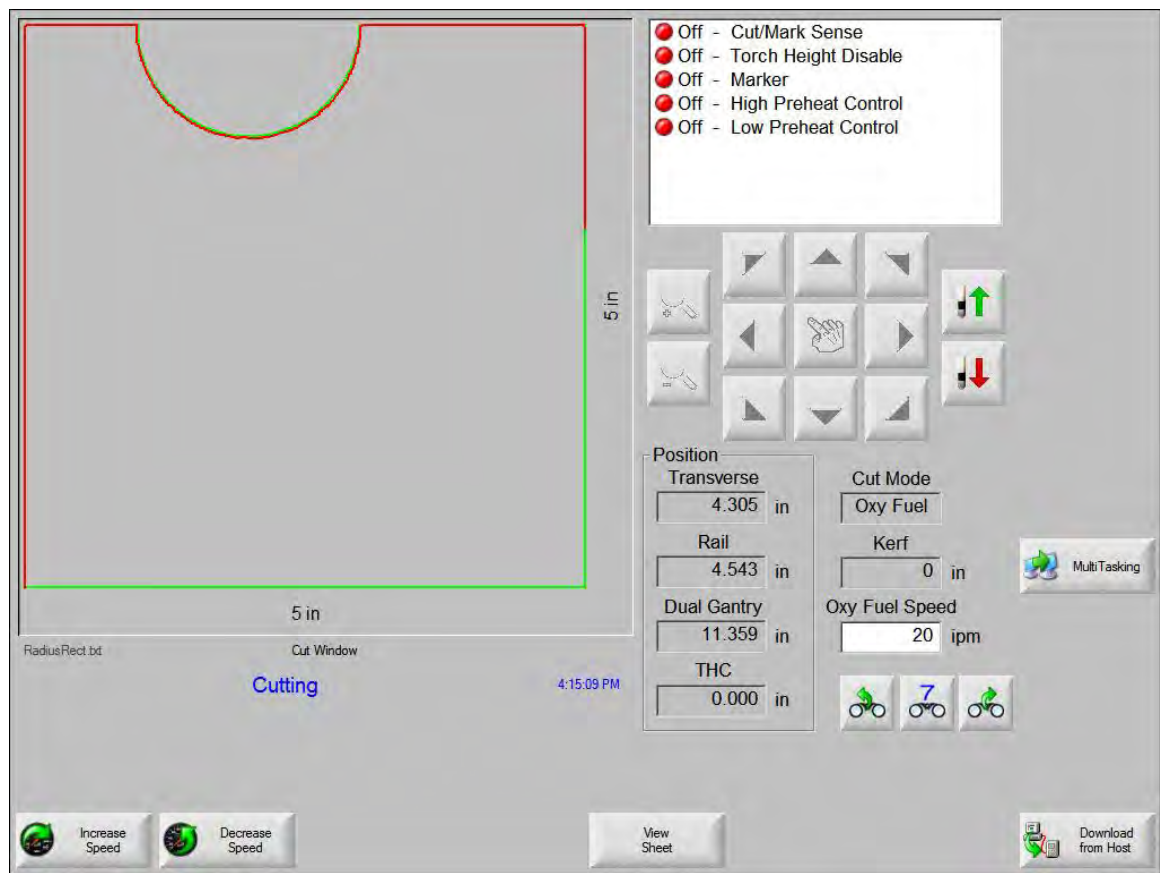 Off - Cut/Mark Sense
Off - Torch Height Disable
Off - Marker
Off - High Preheat Control
Off - Low Preheat Control
5 in
5 in
RadiusRect.txt
Cut Window
Cutting
4:15:09 PM
Position
Transverse
4.305 in
Rail
4.543 in
Dual Gantry
11.359 in
THC
0.000 in
Cut Mode
Oxy Fuel
Kerf
0 in
Oxy Fuel Speed
20 ipm
7
MultiTasking
Increase
Speed
Decrease
Speed
View
Sheet
Download
from Host